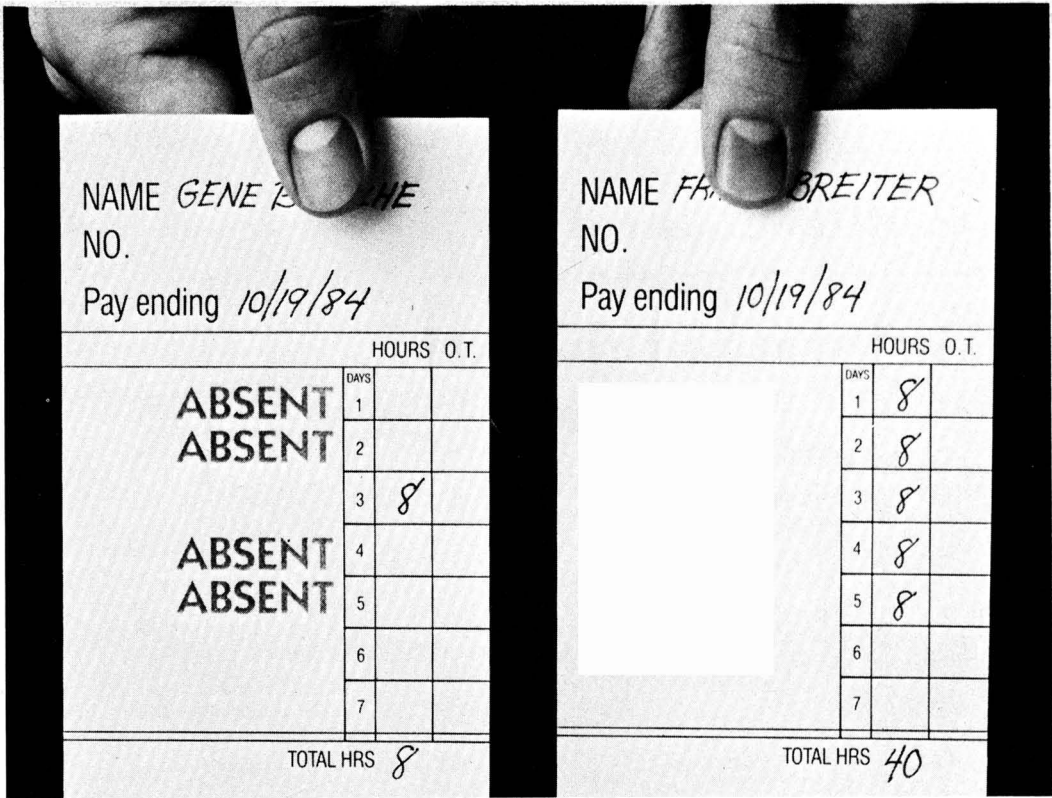 NAME GENE
NO.
Pay ending 10/19/84
HOURS O.T.
DAYS
ABSENT 1
ABSENT 2
3 8
ABSENT 4
ABSENT 5
6
7
TOTAL HRS 8
NAME BREITER
NO.
Pay ending 10/19/84
HOURS O.T.
DAYS
1 8
2 8
3 8
4 8
5 8
6
7
TOTAL HRS 40